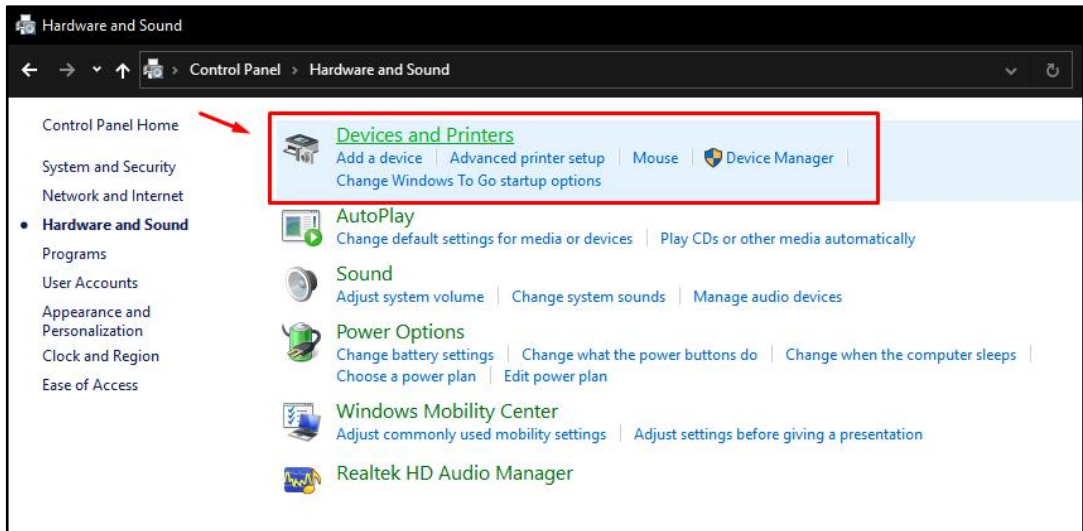 Hardware and Sound
Control Panel > Hardware and Sound
Control Panel Home
System and Security
Network and Internet
Hardware and Sound
Programs
User Accounts
Appearance and
Personalization
Clock and Region
Ease of Access
Devices and Printers
Add a device | Advanced printer setup | Mouse | Device Manager |
Change Windows To Go startup options
AutoPlay
Change default settings for media or devices | Play CDs or other media automatically
Sound
Adjust system volume | Change system sounds | Manage audio devices
Power Options
Change battery settings | Change what the power buttons do | Change when the computer sleeps |
Choose a power plan | Edit power plan
Windows Mobility Center
Adjust commonly used mobility settings | Adjust settings before giving a presentation
Realtek HD Audio Manager